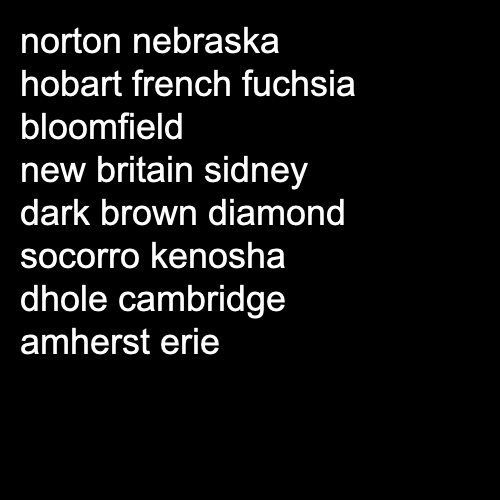 norton nebraska
hobart french fuchsia
bloomfield
new britain sidney
dark brown diamond
socorro kenosha
dhole cambridge
amherst erie